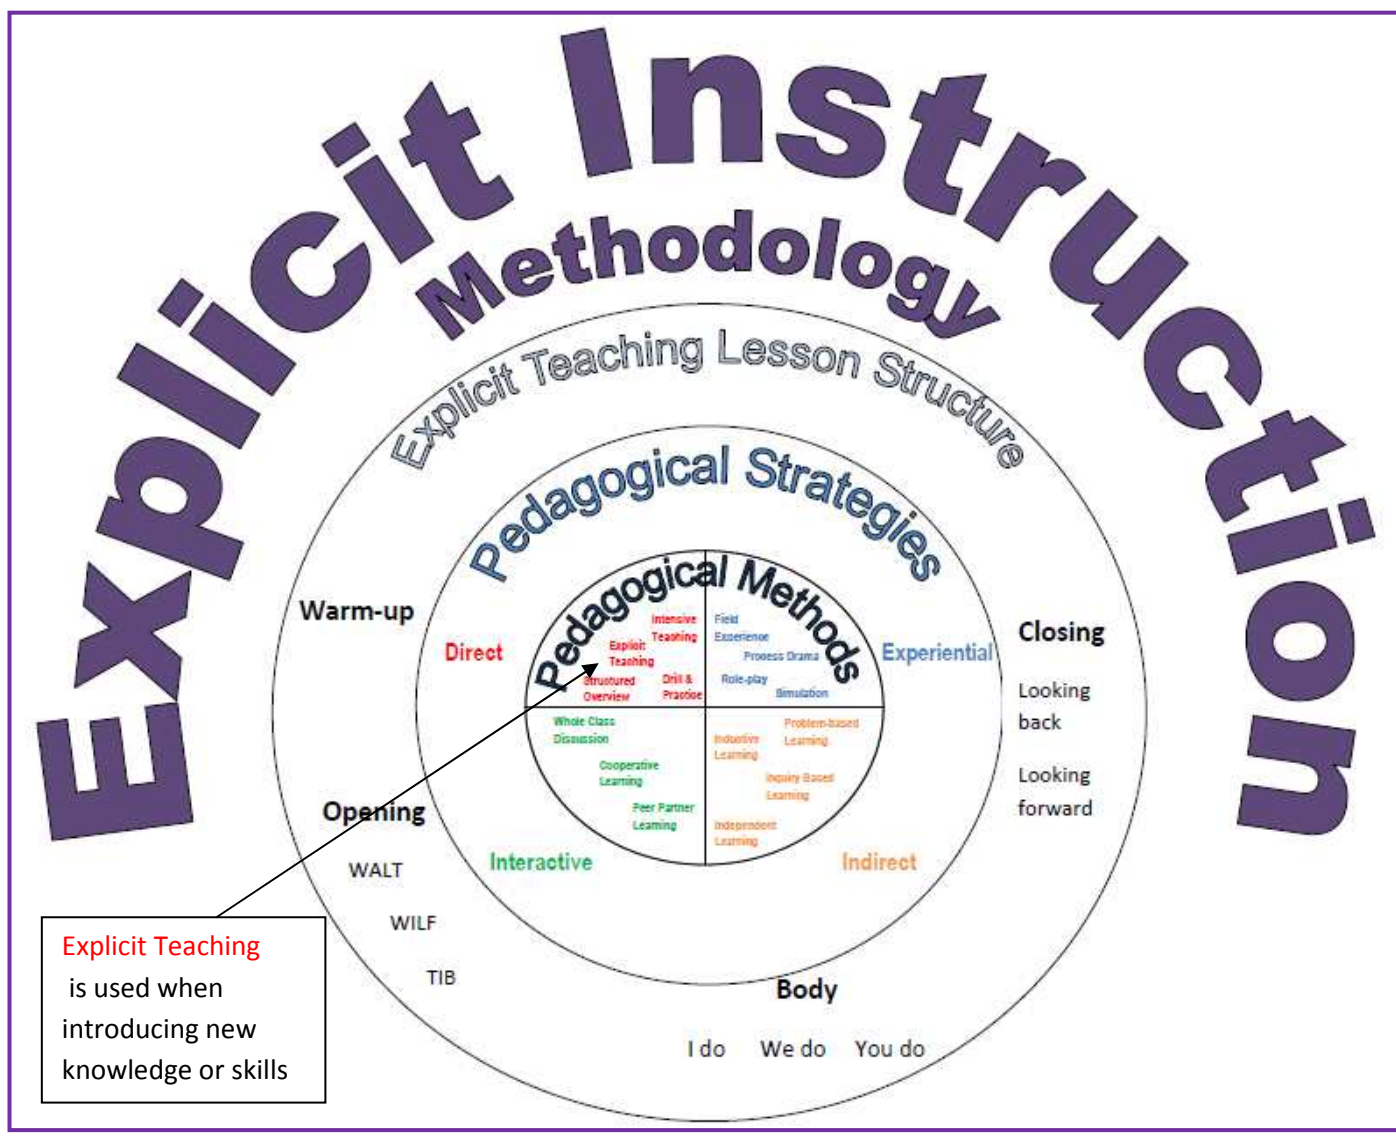 Explicit Instruction
Methodology
Explicit Teaching Lesson Structure
Pedagogical Strategies
Pedagogical Methods
Warm-up
Direct
Intensive
Teaching
Explicit
Teaching
Structured
Overview
Drill &
Practice
Field
Experience
Process Drama
Role-play
Simulation
Experiential
Closing
Looking
back
Looking
forward
Whole Class
Discussion
Cooperative
Learning
Peer Partner
Learning
Problem-based
Learning
Inductive
Learning
Inquiry Based
Learning
Independent
Learning
Opening
WALT
WILF
TIB
Interactive
Indirect
Body
I do We do You do
Explicit Teaching
is used when
introducing new
knowledge or skills